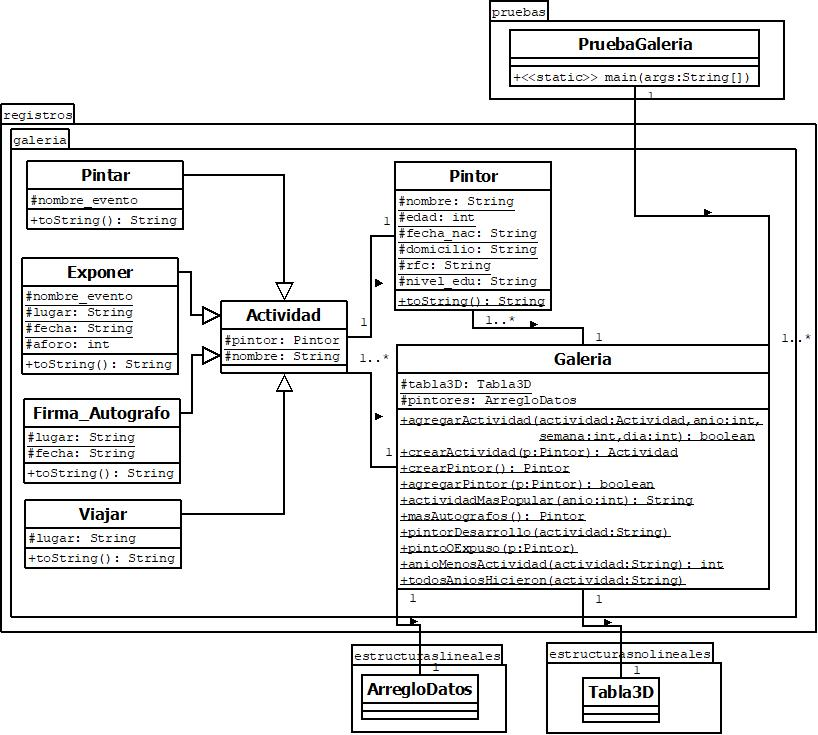 pruebas
PruebaGaleria
+<<static>> main(args:String[])
1
registros
galeria
Pintar
#nombre_evento
+toString(): String
Exponer
#nombre_evento
#lugar: String
#fecha: String
#aforo: int
+toString(): String
Firma_Autografo
#lugar: String
#fecha: String
+toString(): String
Viajar
#lugar: String
+toString(): String
Actividad
#pintor: Pintor
#nombre: String
1
1
1..*
1
Pintor
#nombre: String
#edad: int
#fecha_nac: String
#domicilio: String
#rfc: String
#nivel_edu: String
+toString(): String
1..*
1
1..*
Galeria
#tabla3D: Tabla3D
#pintores: ArregloDatos
+agregarActividad(actividad:Actividad,anio:int,
semana:int,dia:int): boolean
+crearActividad(p:Pintor): Actividad
+crearPintor(): Pintor
+agregarPintor(p:Pintor): boolean
+actividadMasPopular(anio:int): String
+masAutografos(): Pintor
+pintorDesarrollo(actividad:String)
+pintoOExpuso(p:Pintor)
+anioMenosActividad(actividad:String): int
+todosAniosHicieron(actividad:String)
1
1
estructuraslineales
1
ArregloDatos
estructurasnolineales
1
Tabla3D